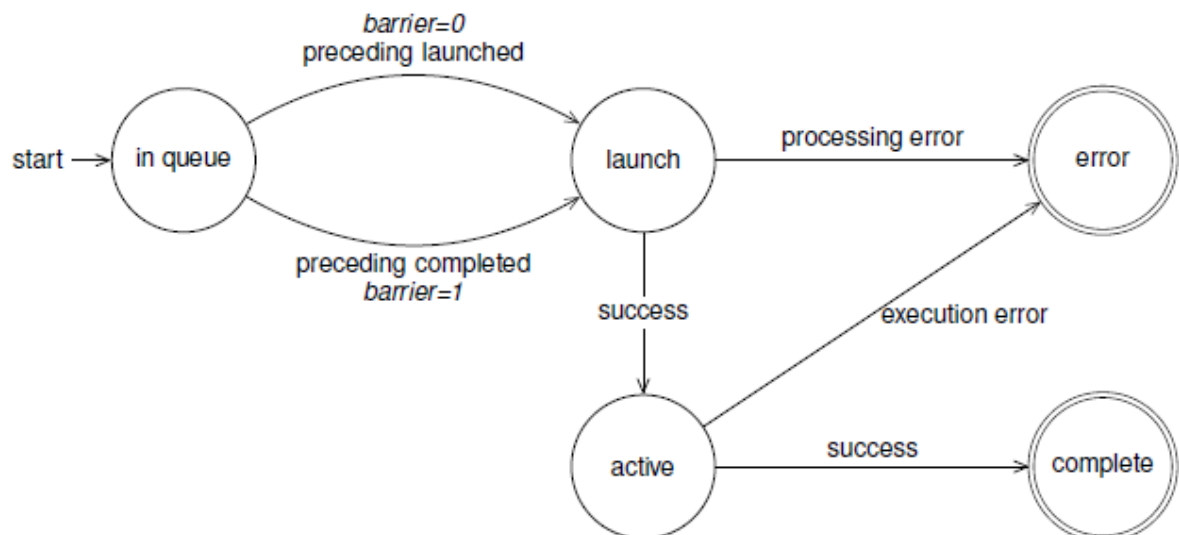 barrier=0
preceding launched
start
in queue
launch
processing error
error
preceding completed
barrier=1
success
execution error
active
success
complete